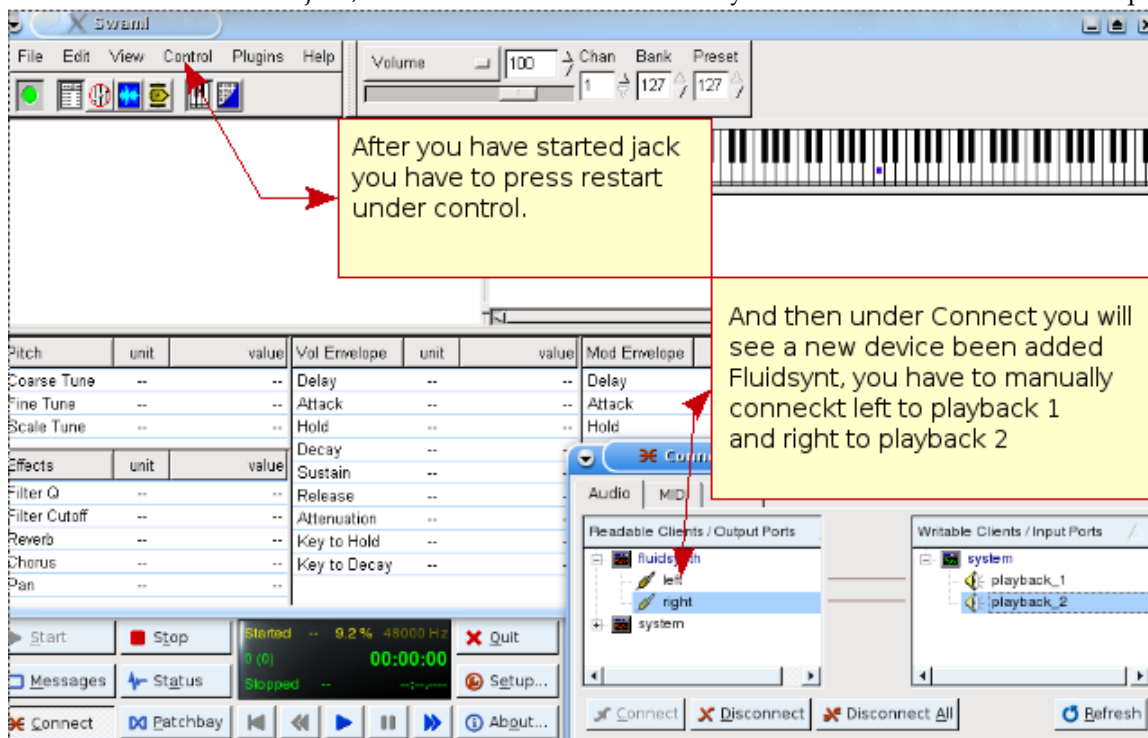 Swami
File Edit View Control Plugins Help
Volume 100 Chan Bank Preset
1 127 127
After you have started jack
you have to press restart
under control.
And then under Connect you will
see a new device been added
Fluidsynt, you have to manually
conneckt left to playback 1
and right to playback 2
Pitch unit value Vol Envelope unit value Mod Envelope
Coarse Tune -- -- Delay -- -- Delay
Fine Tune -- -- Attack -- -- Attack
Scale Tune -- -- Hold -- -- Hold
Decay --
Effects unit value Sustain --
Filter Q -- -- Release --
Filter Cutoff -- -- Attenuation --
Reverb -- -- Key to Hold --
Chorus -- -- Key to Decay --
Pan -- --
Audio MIDI
Readable Clients / Output Ports Writable Clients / Input Ports
fluidsynth system
left playback_1
right playback_2
system
Start Stop Started -- 9.2 % 48000 Hz Quit
0 (0) 00:00:00
Messages Status Stopped -- --:--,---- Setup...
Connect Patchbay About...
Connect Disconnect Disconnect All Refresh